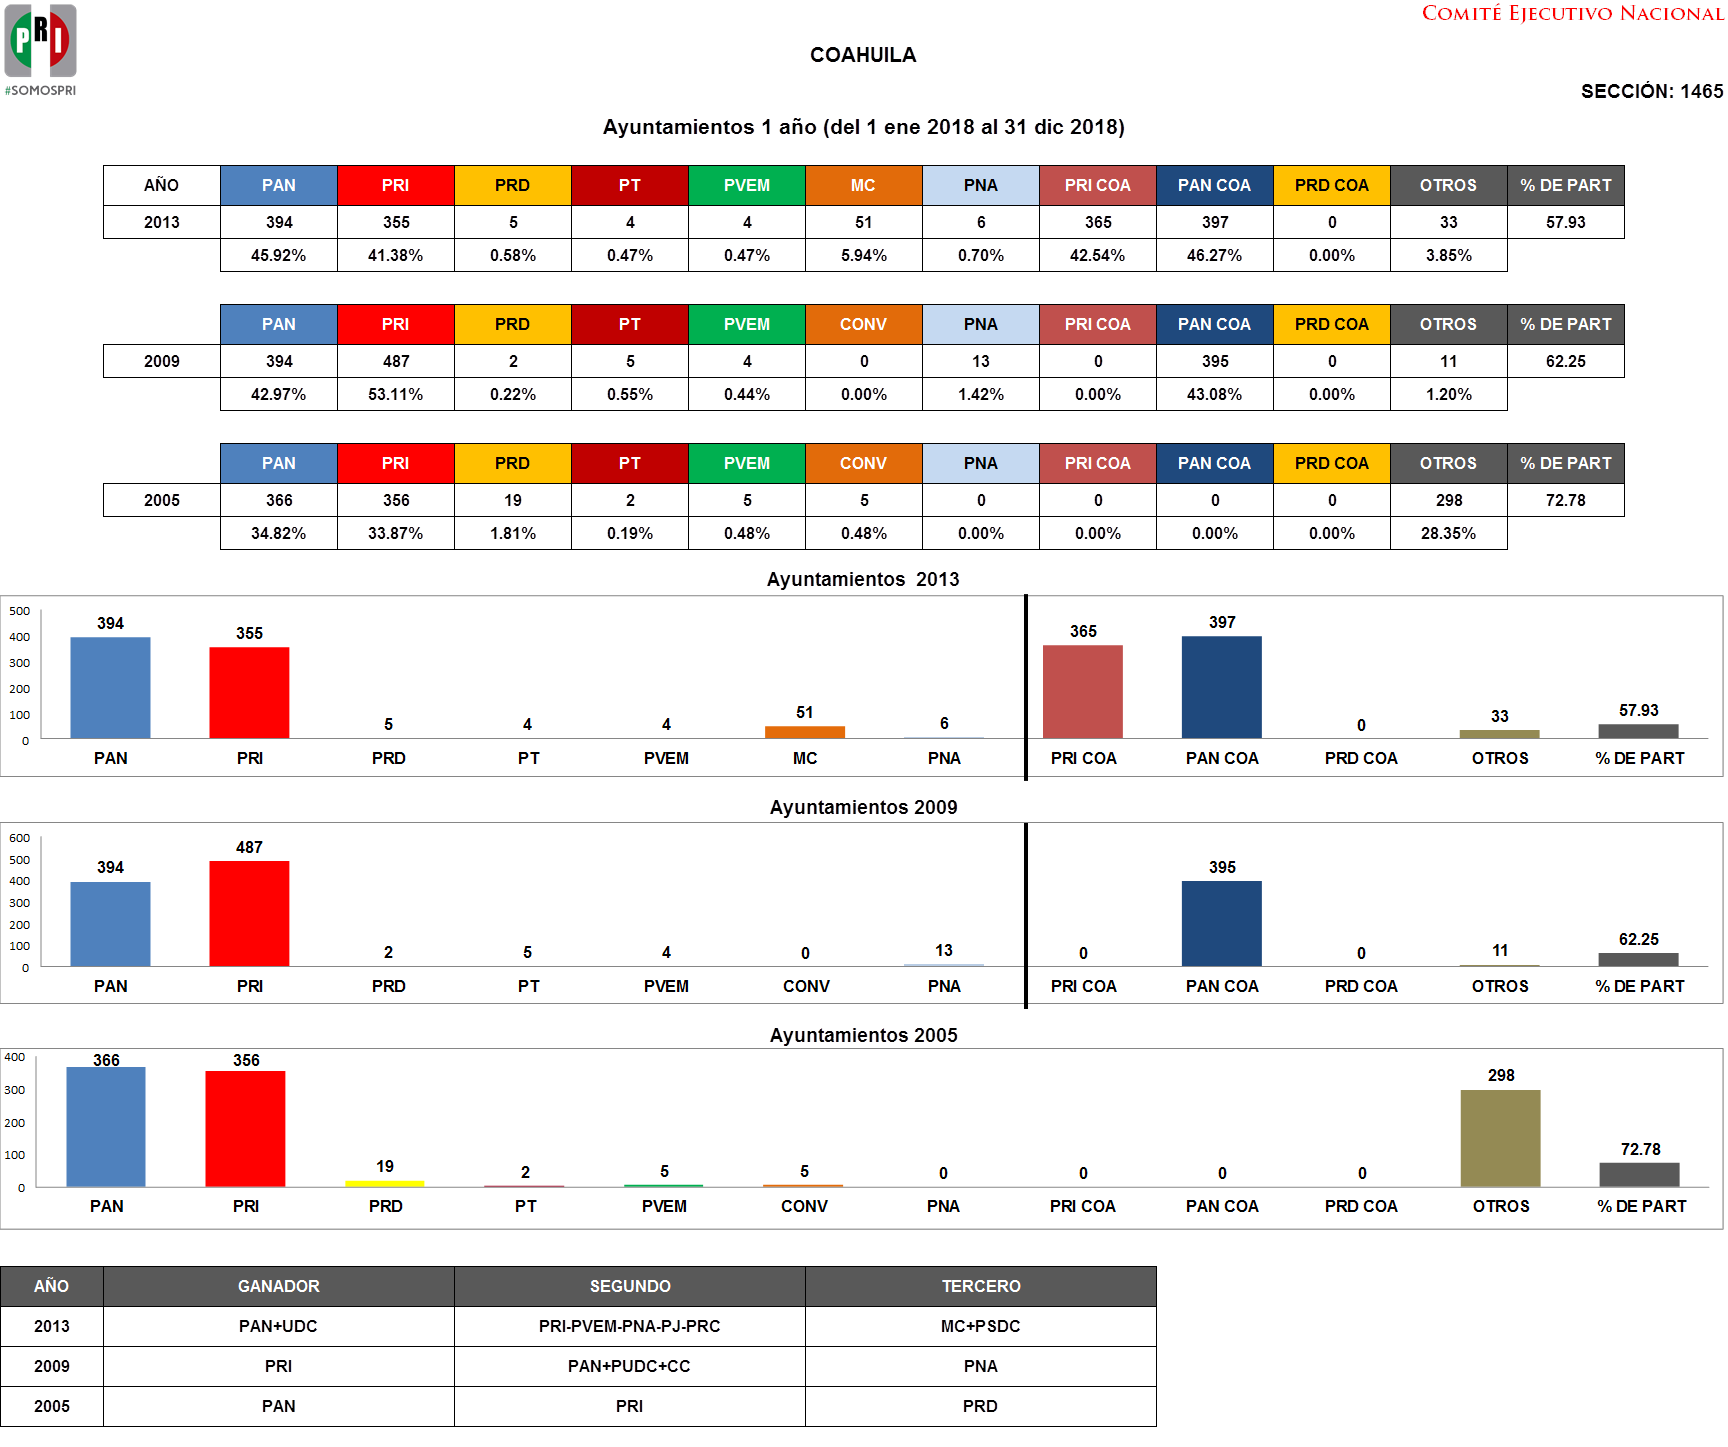 PRI
#SOMOSPRI
COMITÉ EJECUTIVO NACIONAL
COAHUILA
SECCIÓN: 1465
Ayuntamientos 1 año (del 1 ene 2018 al 31 dic 2018)
AÑO PAN PRI PRD PT PVEM MC PNA PRI COA PAN COA PRD COA OTROS % DE PART
2013 394 355 5 4 4 51 6 365 397 0 33 57.93
45.92% 41.38% 0.58% 0.47% 0.47% 5.94% 0.70% 42.54% 46.27% 0.00% 3.85%
PAN PRI PRD PT PVEM CONV PNA PRI COA PAN COA PRD COA OTROS % DE PART
2009 394 487 2 5 4 0 13 0 395 0 11 62.25
42.97% 53.11% 0.22% 0.55% 0.44% 0.00% 1.42% 0.00% 43.08% 0.00% 1.20%
PAN PRI PRD PT PVEM CONV PNA PRI COA PAN COA PRD COA OTROS % DE PART
2005 366 356 19 2 5 5 0 0 0 0 298 72.78
34.82% 33.87% 1.81% 0.19% 0.48% 0.48% 0.00% 0.00% 0.00% 0.00% 28.35%
Ayuntamientos 2013
500
400
300
200
100
0
394 355 5 4 4 51 6 365 397 0 33 57.93
PAN PRI PRD PT PVEM MC PNA PRI COA PAN COA PRD COA OTROS % DE PART
Ayuntamientos 2009
600
500
400
300
200
100
0
394 487 2 5 4 0 13 0 395 0 11 62.25
PAN PRI PRD PT PVEM CONV PNA PRI COA PAN COA PRD COA OTROS % DE PART
Ayuntamientos 2005
400
300
200
100
0
366 356 19 2 5 5 0 0 0 0 298 72.78
PAN PRI PRD PT PVEM CONV PNA PRI COA PAN COA PRD COA OTROS % DE PART
AÑO GANADOR SEGUNDO TERCERO
2013 PAN+UDC PRI-PVEM-PNA-PJ-PRC MC+PSDC
2009 PRI PAN+PUDC+CC PNA
2005 PAN PRI PRD